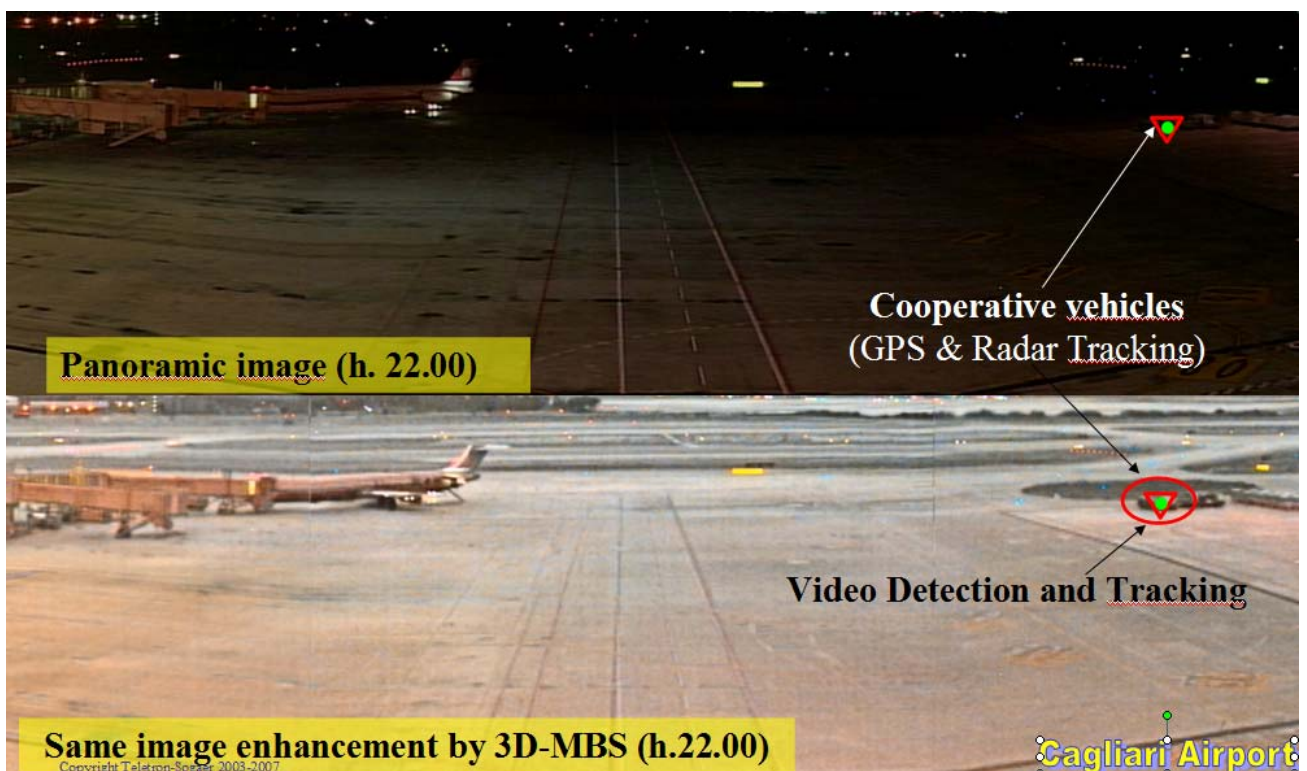 Cooperative vehicles
(GPS & Radar Tracking)
Panoramic image (h. 22.00)
Video Detection and Tracking
Same image enhancement by 3D-MBS (h.22.00)
Copyright Teletron-Sogaer 2003-2007
Cagliari Airport